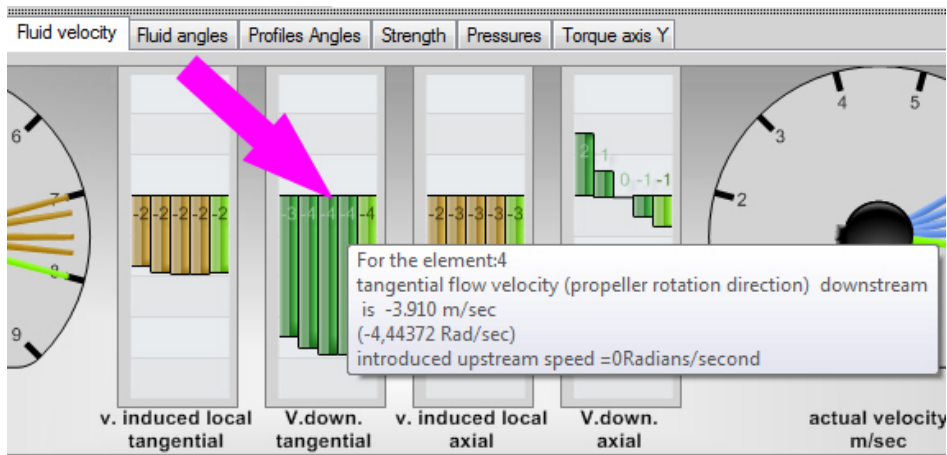 Fluid velocity Fluid angles Profiles Angles Strength Pressures Torque axis Y
6
7
8
9
-2 -2 -2 -2 -2
-3 -4 -4 -4 -4
-2 -3 -3 -3 -3
2 -1 0 -1 -1
2
3
4
5
For the element:4
tangential flow velocity (propeller rotation direction) downstream
is -3.910 m/sec
(-4,44372 Rad/sec)
introduced upstream speed =0Radians/second
v. induced local
tangential
V.down.
tangential
v. induced local
axial
V.down.
axial
actual velocity
m/sec